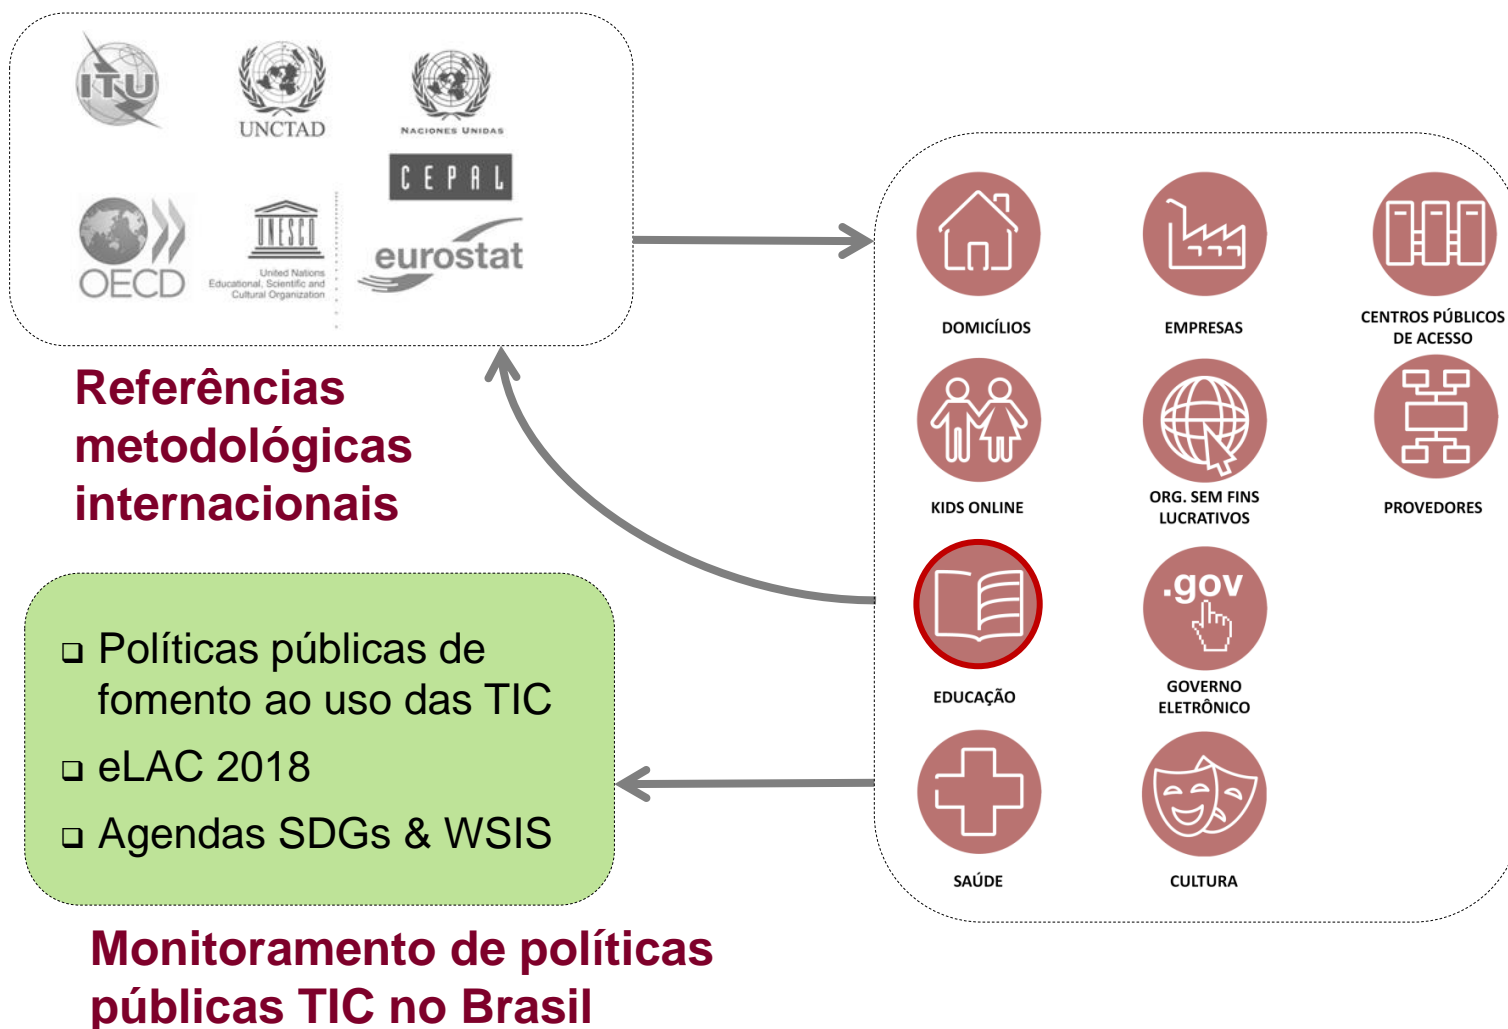 ITU
UNCTAD
NACIONES UNIDAS
CEPAL
OECD
UNESCO
United Nations
Educational, Scientific and
Cultural Organization
eurostat
Referências
metodológicas
internacionais
❑ Políticas públicas de
fomento ao uso das TIC
❑ eLAC 2018
❑ Agendas SDGs & WSIS
Monitoramento de políticas
públicas TIC no Brasil
DOMICÍLIOS
EMPRESAS
CENTROS PÚBLICOS
DE ACESSO
KIDS ONLINE
ORG. SEM FINS
LUCRATIVOS
PROVEDORES
EDUCAÇÃO
.gov
GOVERNO
ELETRÔNICO
SAÚDE
CULTURA